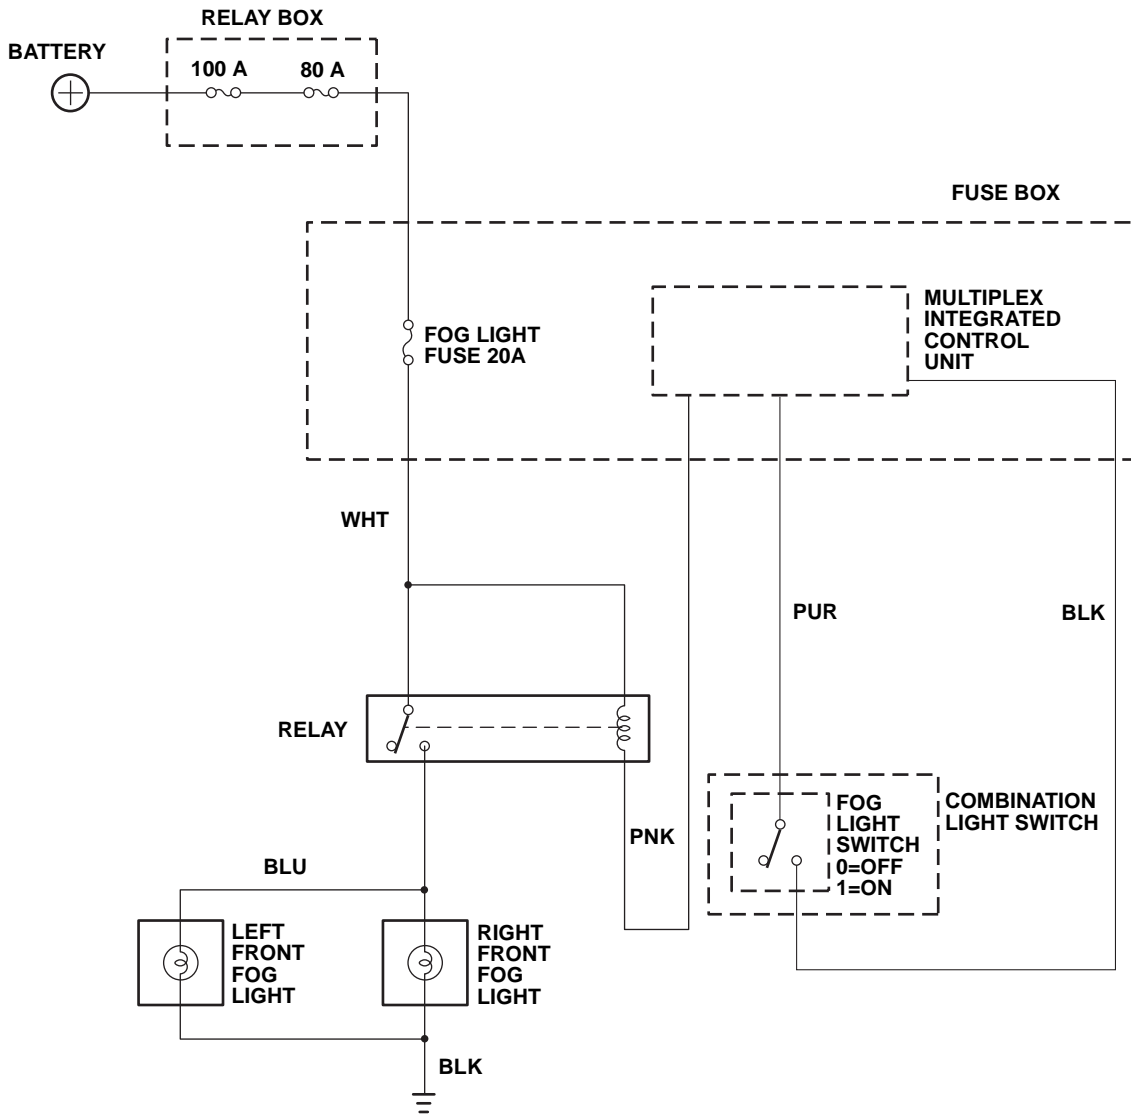 RELAY BOX
BATTERY
100 A
80 A
FUSE BOX
MULTIPLEX
INTEGRATED
CONTROL
UNIT
FOG LIGHT
FUSE 20A
WHT
PUR
BLK
RELAY
COMBINATION
LIGHT SWITCH
FOG
LIGHT
SWITCH
0=OFF
1=ON
PNK
BLU
LEFT
FRONT
FOG
LIGHT
RIGHT
FRONT
FOG
LIGHT
BLK